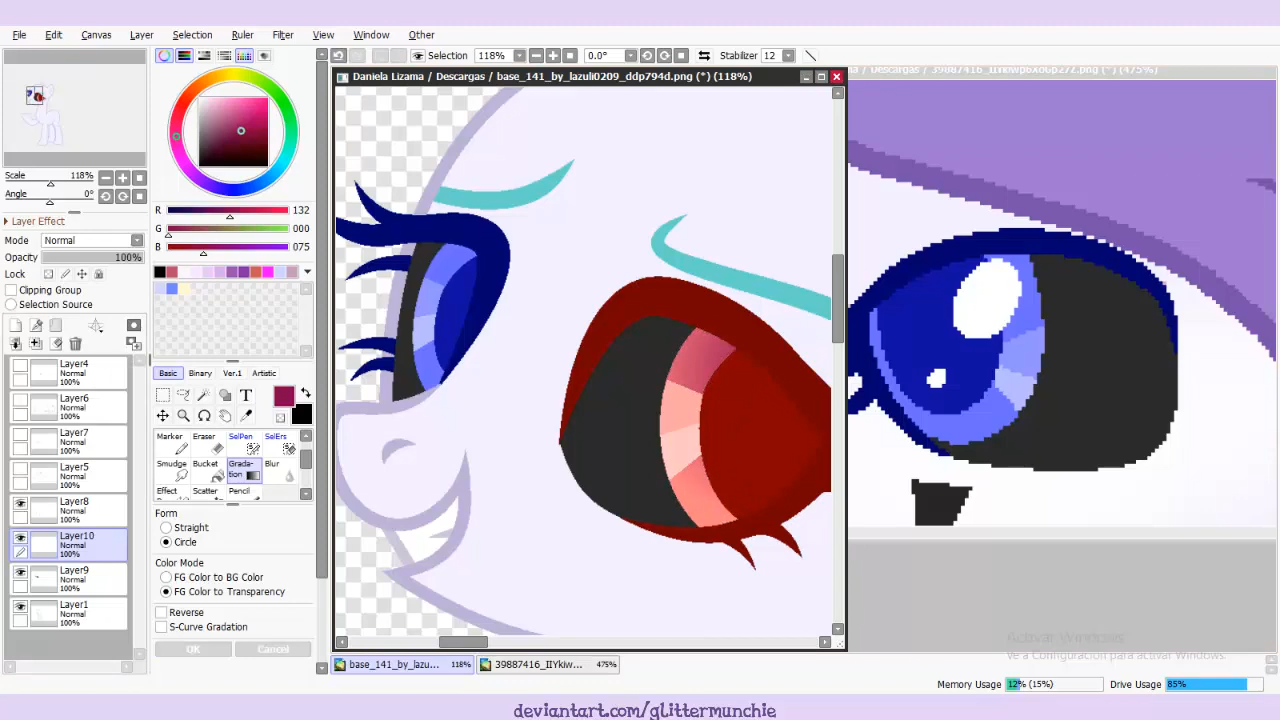 File Edit Canvas Layer Selection Ruler Filter View Window Other
Selection 118% 0.0° Stabilizer 12
Daniela Lizama / Descargas / base_141_by_lazuli0209_ddp794d.png (*) (118%)
Scale 118%
Angle 0°
Layer Effect
Mode Normal
Opacity 100%
Lock
Clipping Group
Selection Source
Layer4
Normal
100%
Layer6
Normal
100%
Layer7
Normal
100%
Layer5
Normal
100%
Layer8
Normal
100%
Layer10
Normal
100%
Layer9
Normal
100%
Layer1
Normal
100%
R 132
G 000
B 075
Basic Binary Ver.1 Artistic
T
Marker Eraser SelPen SelErs
Smudge Bucket Grada-
tion Blur
Effect Scatter Pencil
Form
Straight
Circle
Color Mode
FG Color to BG Color
FG Color to Transparency
Reverse
S-Curve Gradation
OK Cancel
base_141_by_lazu... 118% 39887416_IIYkiw... 475%
Activar Windows
Ve a Configuración para activar Windows.
Memory Usage 12% (15%) Drive Usage 85%
deviantart.com/glittermunchie